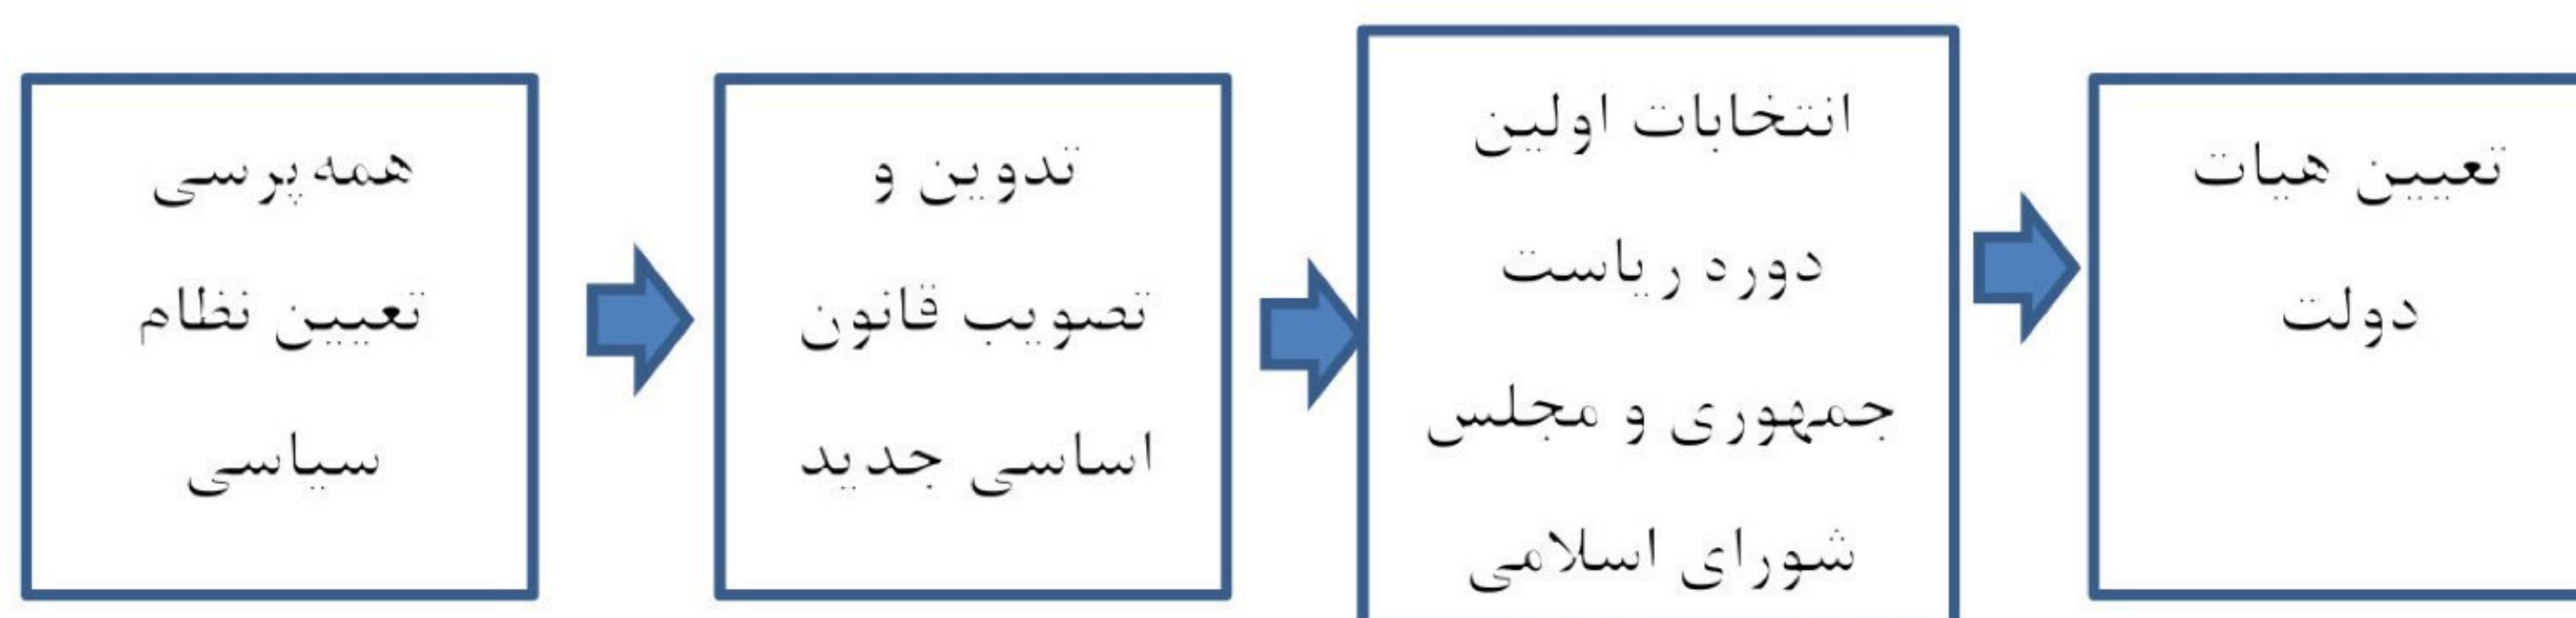 همه‌پرسی
تعیین نظام
سیاسی
تدوین و
تصویب قانون
اساسی جدید
انتخابات اولین
دوره ریاست
جمهوری و مجلس
شورای اسلامی
تعیین هیات
دولت